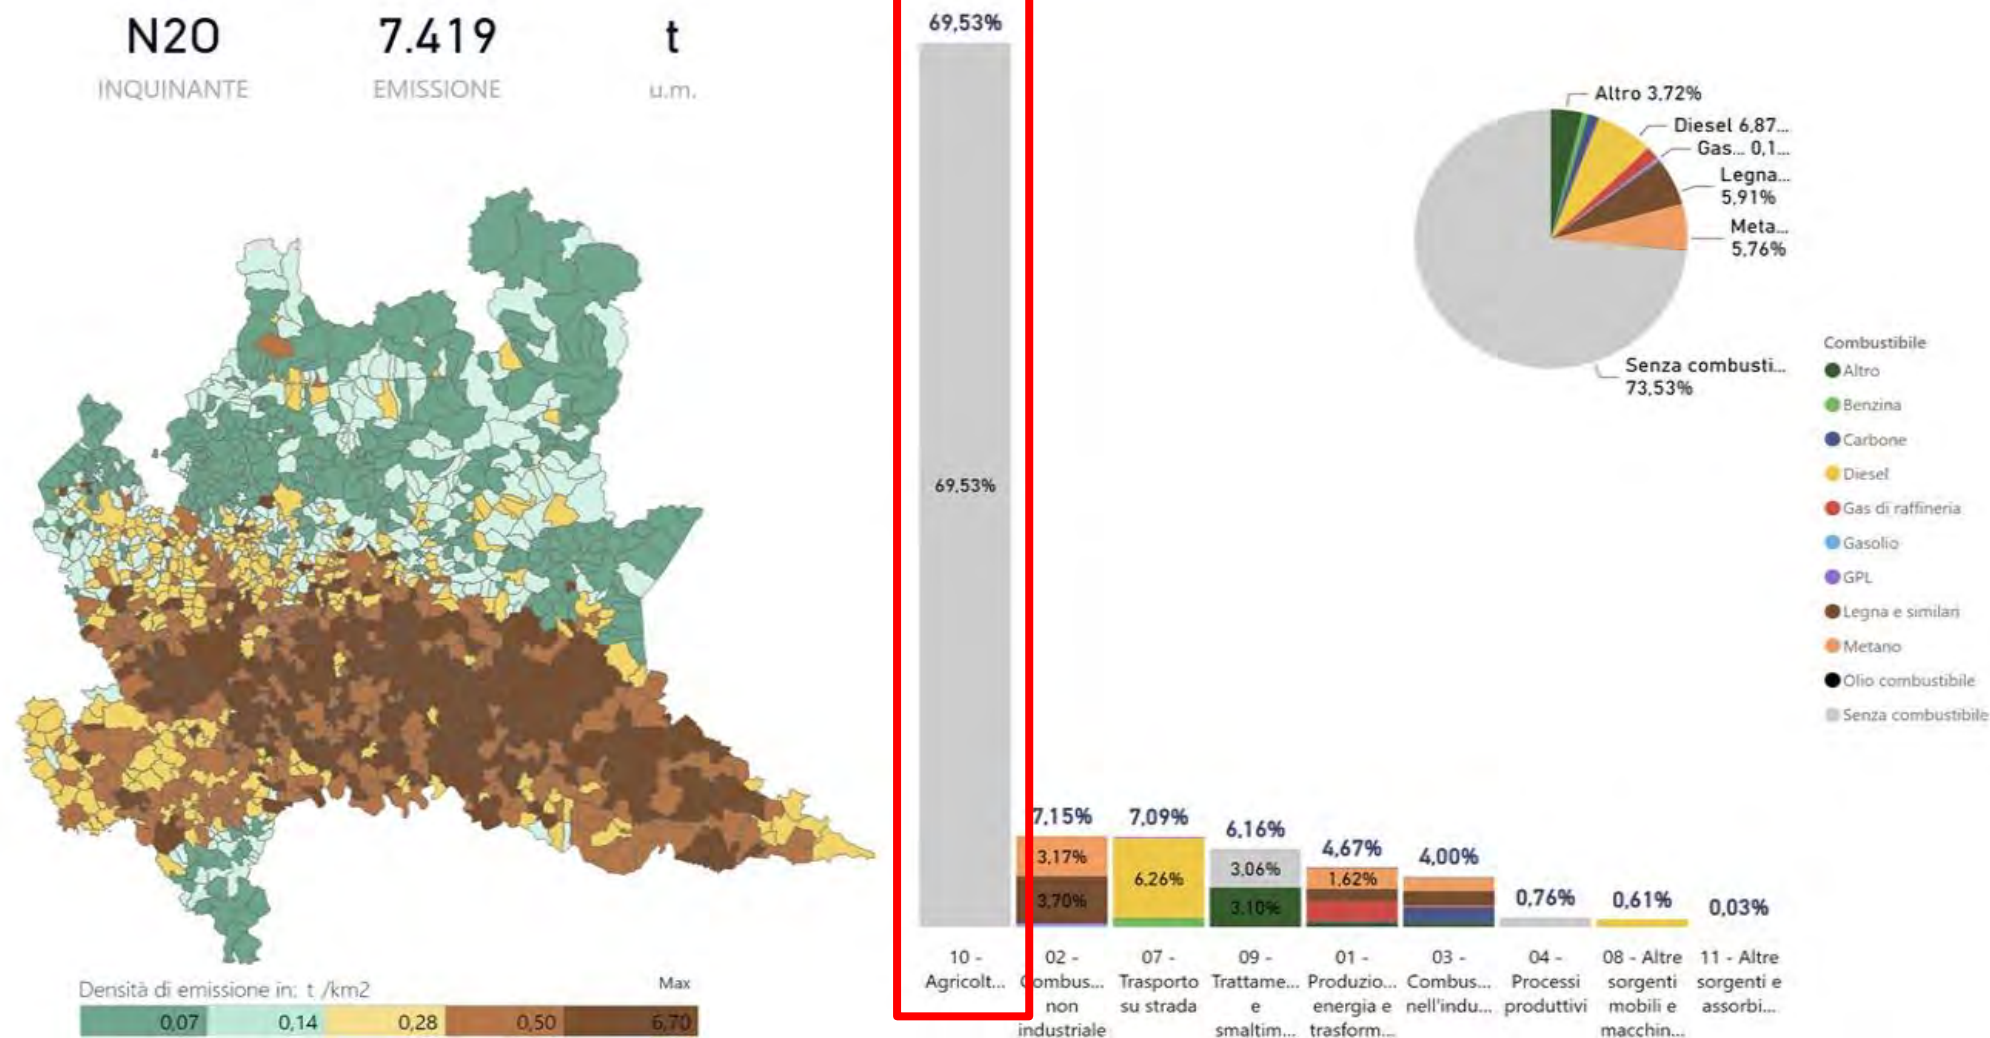 N2O
INQUINANTE
7.419
EMISSIONE
t
u.m.
Densità di emissione in: t /km2
Max
0,07
0,14
0,28
0,50
6,70
69,53%
69,53%
10 -
Agricolt...
7,15%
3,17%
3,70%
02 -
Combus...
non
industriale
7,09%
6,26%
07 -
Trasporto
su strada
6,16%
3,06%
3,10%
09 -
Trattame...
e
smaltim...
4,67%
1,62%
01 -
Produzio...
energia e
trasform...
4,00%
03 -
Combus...
nell'indu...
0,76%
04 -
Processi
produttivi
0,61%
08 - Altre
sorgenti
mobili e
macchin...
0,03%
11 - Altre
sorgenti e
assorbi...
Altro 3,72%
Diesel 6,87...
Gas... 0,1...
Legna...
5,91%
Meta...
5,76%
Senza combusti...
73,53%
Combustibile
Altro
Benzina
Carbone
Diesel
Gas di raffineria
Gasolio
GPL
Legna e similari
Metano
Olio combustibile
Senza combustibile